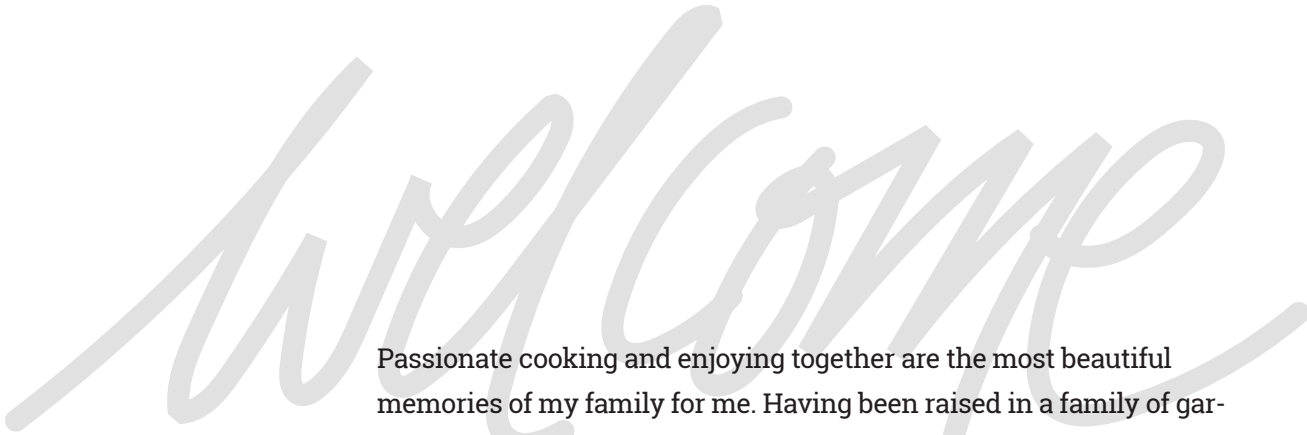 welcome
Passionate cooking and enjoying together are the most beautiful
memories of my family for me. Having been raised in a family of gar-